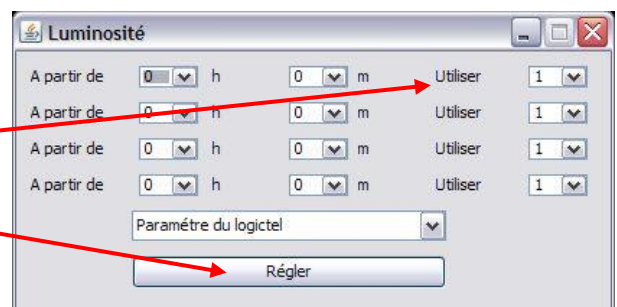 Luminosité
A partir de 0 h 0 m Utiliser 1
A partir de 0 h 0 m Utiliser 1
A partir de 0 h 0 m Utiliser 1
A partir de 0 h 0 m Utiliser 1
Paramétre du logictel
Régler